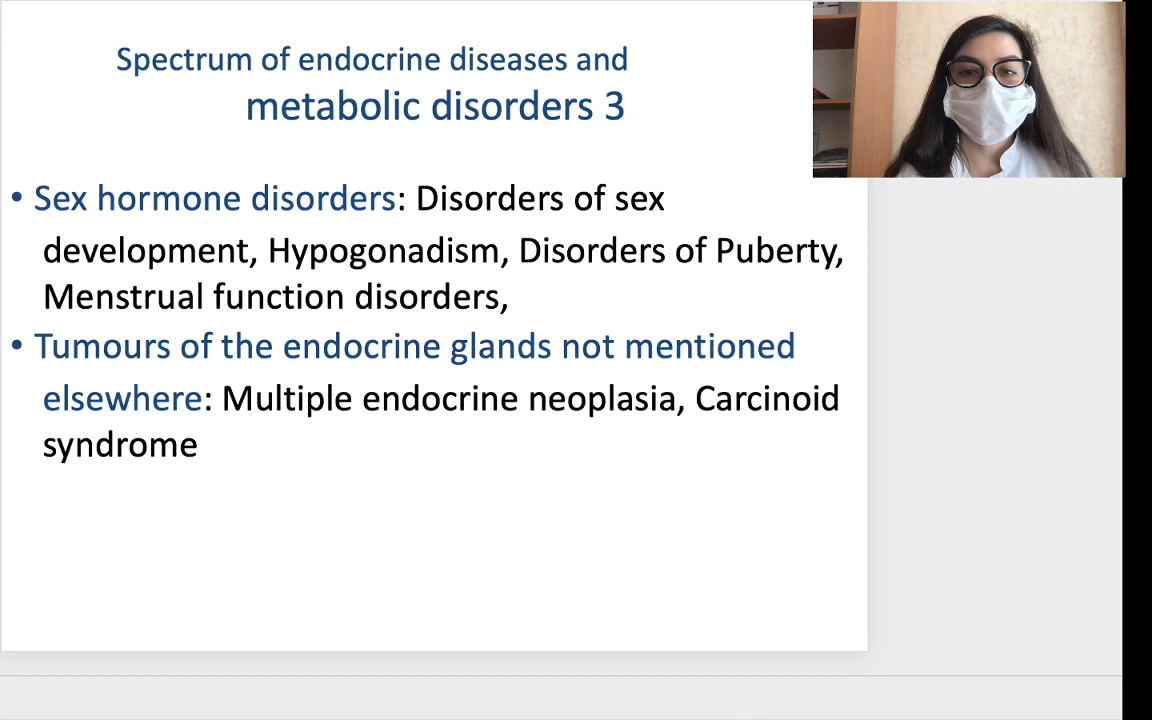 Spectrum of endocrine diseases and
metabolic disorders 3
• Sex hormone disorders: Disorders of sex
development, Hypogonadism, Disorders of Puberty,
Menstrual function disorders,
• Tumours of the endocrine glands not mentioned
elsewhere: Multiple endocrine neoplasia, Carcinoid
syndrome